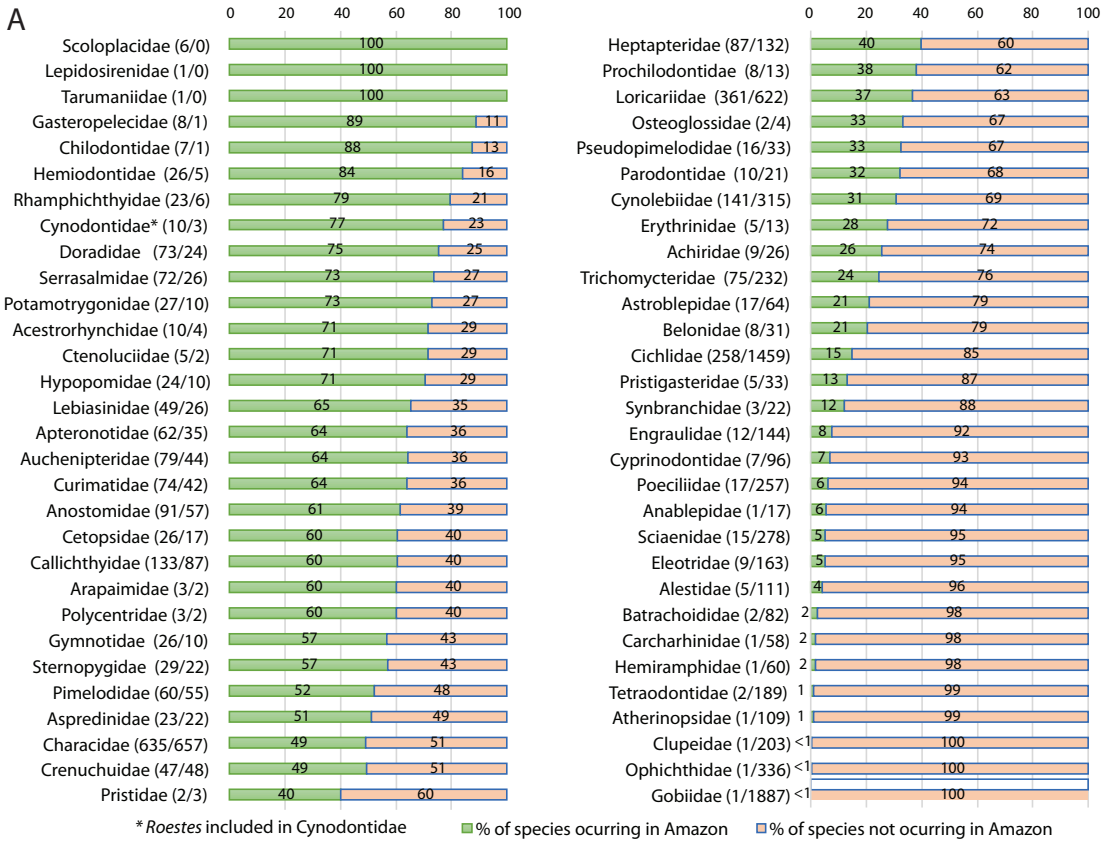 A
0 20 40 60 80 100
Scoloplacidae (6/0) 100
Lepidosirenidae (1/0) 100
Tarumaniidae (1/0) 100
Gasteropelecidae (8/1) 89 11
Chilodontidae (7/1) 88 13
Hemiodontidae (26/5) 84 16
Rhamphichthyidae (23/6) 79 21
Cynodontidae* (10/3) 77 23
Doradidae (73/24) 75 25
Serrasalmidae (72/26) 73 27
Potamotrygonidae (27/10) 73 27
Acestrorhynchidae (10/4) 71 29
Ctenoluciidae (5/2) 71 29
Hypopomidae (24/10) 71 29
Lebiasinidae (49/26) 65 35
Apteronotidae (62/35) 64 36
Auchenipteridae (79/44) 64 36
Curimatidae (74/42) 64 36
Anostomidae (91/57) 61 39
Cetopsidae (26/17) 60 40
Callichthyidae (133/87) 60 40
Arapaimidae (3/2) 60 40
Polycentridae (3/2) 60 40
Gymnotidae (26/10) 57 43
Sternopygidae (29/22) 57 43
Pimelodidae (60/55) 52 48
Aspredinidae (23/22) 51 49
Characidae (635/657) 49 51
Crenuchuidae (47/48) 49 51
Pristidae (2/3) 40 60
0 20 40 60 80 100
Heptapteridae (87/132) 40 60
Prochilodontidae (8/13) 38 62
Loricariidae (361/622) 37 63
Osteoglossidae (2/4) 33 67
Pseudopimelodidae (16/33) 33 67
Parodontidae (10/21) 32 68
Cynolebiidae (141/315) 31 69
Erythrinidae (5/13) 28 72
Achiridae (9/26) 26 74
Trichomycteridae (75/232) 24 76
Astroblepidae (17/64) 21 79
Belonidae (8/31) 21 79
Cichlidae (258/1459) 15 85
Pristigasteridae (5/33) 13 87
Synbranchidae (3/22) 12 88
Engraulidae (12/144) 8 92
Cyprinodontidae (7/96) 7 93
Poeciliidae (17/257) 6 94
Anablepidae (1/17) 6 94
Sciaenidae (15/278) 5 95
Eleotridae (9/163) 5 95
Alestidae (5/111) 4 96
Batrachoididae (2/82) 2 98
Carcharhinidae (1/58) 2 98
Hemiramphidae (1/60) 2 98
Tetraodontidae (2/189) 1 99
Atherinopsidae (1/109) 1 99
Clupeidae (1/203) <1 100
Ophichthidae (1/336) <1 100
Gobiidae (1/1887) <1 100
* Roestes included in Cynodontidae % of species ocurring in Amazon % of species not ocurring in Amazon